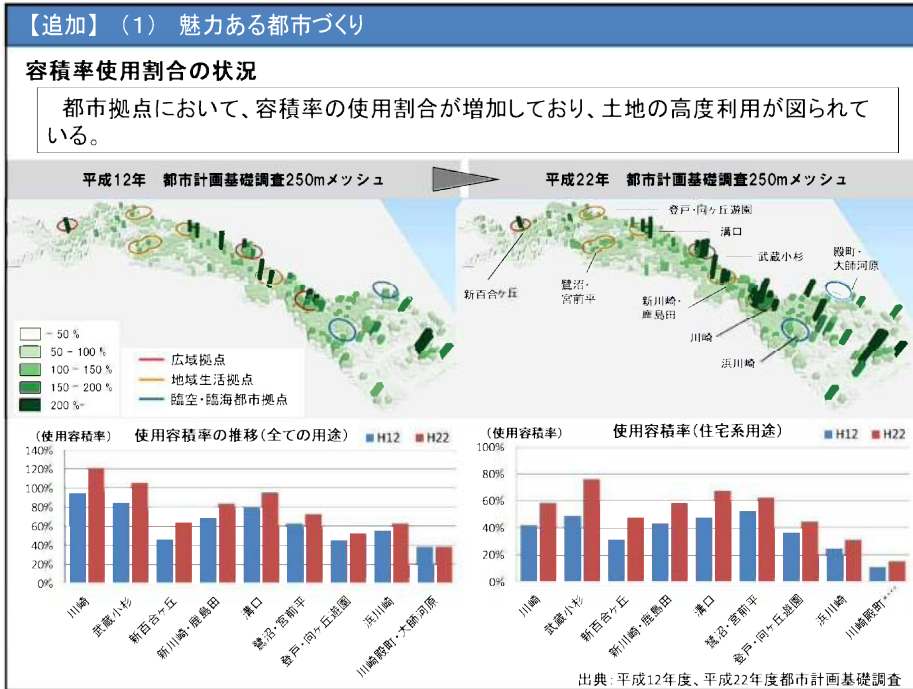 【追加】（1） 魅力ある都市づくり
容積率使用割合の状況
都市拠点において、容積率の使用割合が増加しており、土地の高度利用が図られて
いる。
平成12年 都市計画基礎調査250mメッシュ
平成22年 都市計画基礎調査250mメッシュ
登戸・向ヶ丘遊園
溝口
武蔵小杉
殿町・
大師河原
新百合ヶ丘
鷺沼・
宮前平
新川崎・
鹿島田
川崎
浜川崎
- 50 %
50 - 100 %
100 - 150 %
150 - 200 %
200 %-
広域拠点
地域生活拠点
臨空・臨海都市拠点
(使用容積率)
使用容積率の推移(全ての用途)
H12
H22
140%
120%
100%
80%
60%
40%
20%
0%
川崎
武蔵小杉
新百合ヶ丘
新川崎・鹿島田
溝口
鷺沼・宮前平
登戸・向ヶ丘遊園
浜川崎
川崎殿町・大師河原
(使用容積率)
使用容積率(住宅系用途)
H12
H22
100%
80%
60%
40%
20%
0%
川崎
武蔵小杉
新百合ヶ丘
新川崎・鹿島田
溝口
鷺沼・宮前平
登戸・向ヶ丘遊園
浜川崎
川崎殿町・…
出典：平成12年度、平成22年度都市計画基礎調査